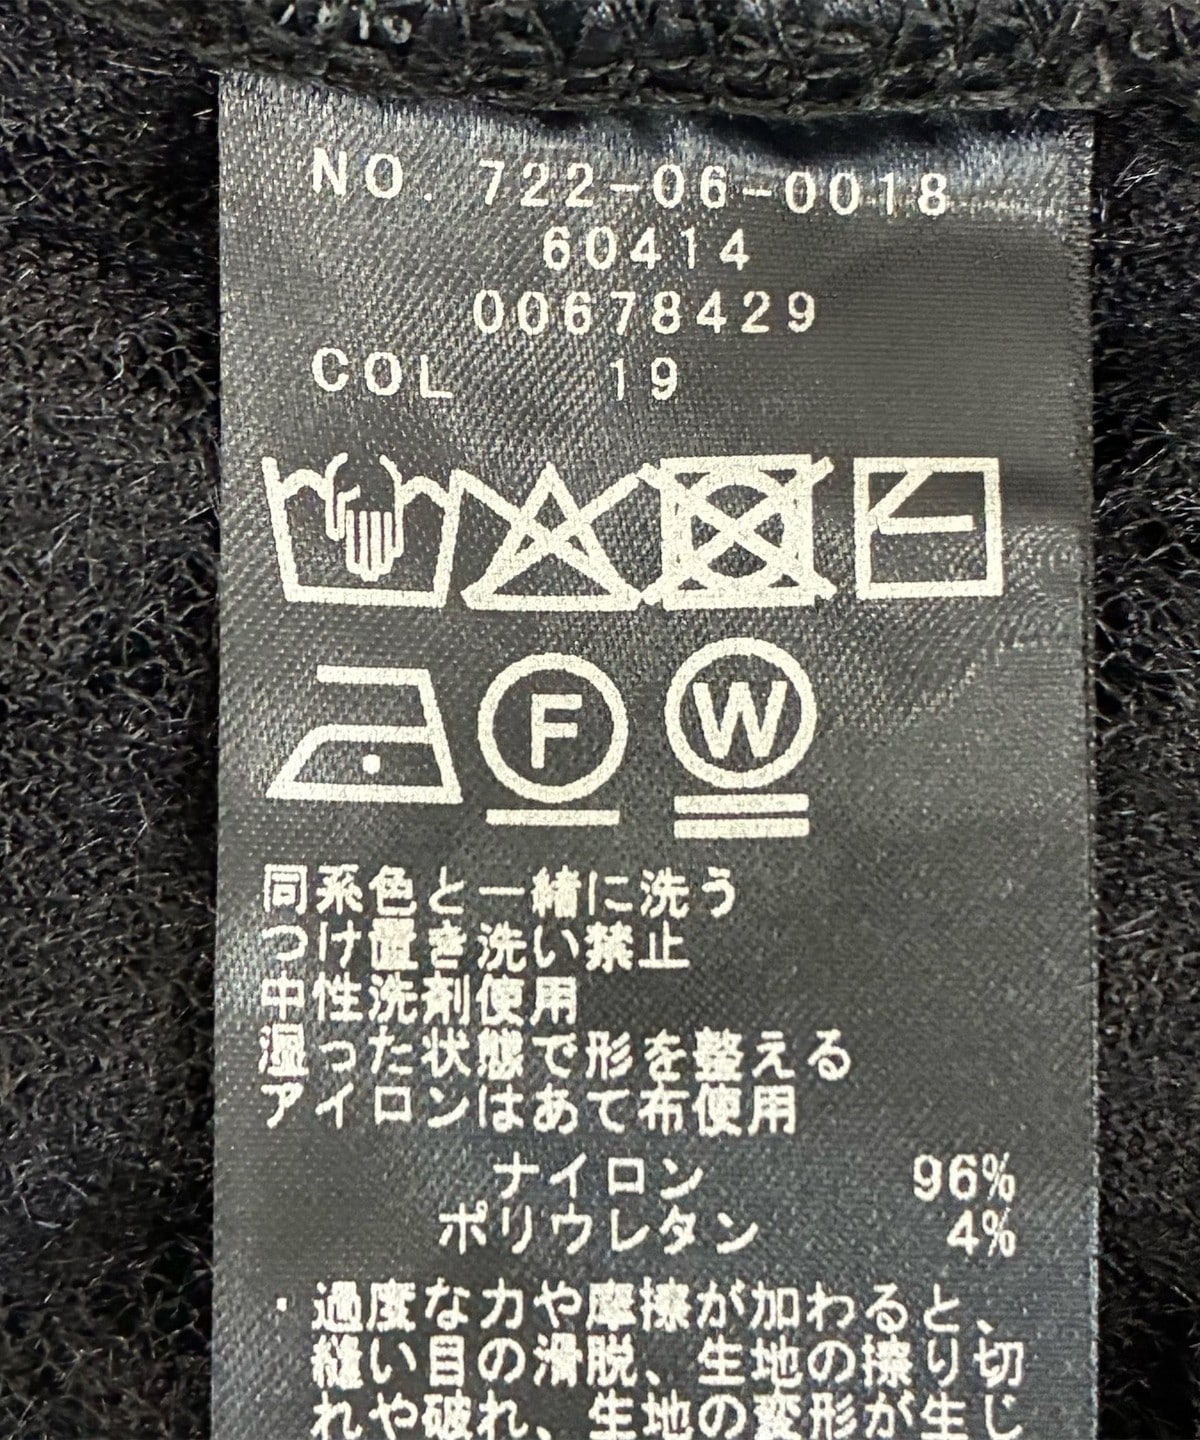 NO. 722-06-0018
60414
00678429
COL 19
F W
同系色と一緒に洗う
つけ置き洗い禁止
中性洗剤使用
湿った状態で形を整える
アイロンはあて布使用
ナイロン 96%
ポリウレタン 4%
・過度な力や摩擦が加わると、
縫い目の滑脱、生地の擦り切
れや破れ、生地の変形が生じ